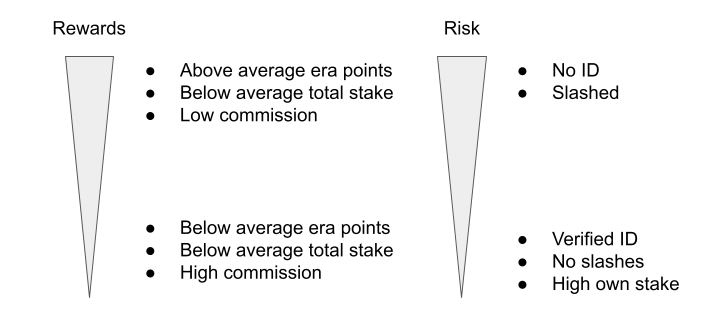 Rewards
● Above average era points
● Below average total stake
● Low commission
● Below average era points
● Below average total stake
● High commission
Risk
● No ID
● Slashed
● Verified ID
● No slashes
● High own stake